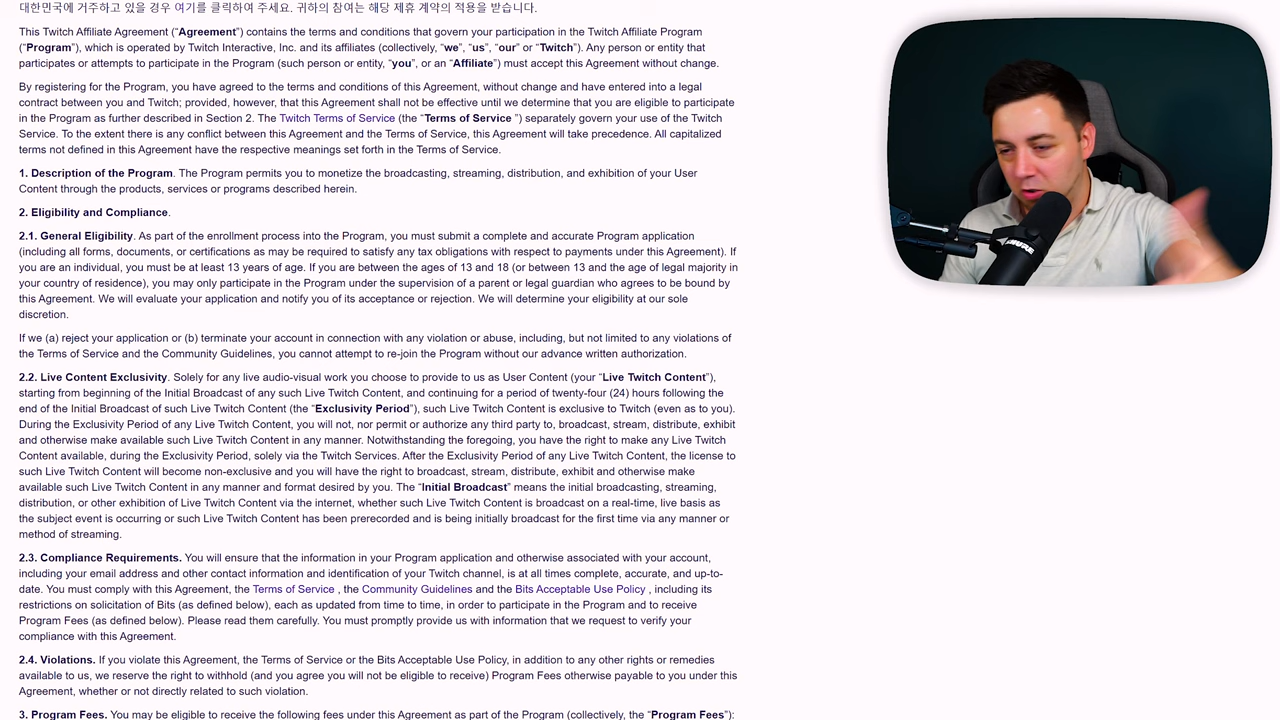 대한민국에 거주하고 있을 경우 여기를 클릭하여 주세요. 귀하의 참여는 해당 제휴 계약의 적용을 받습니다.
This Twitch Affiliate Agreement (“Agreement”) contains the terms and conditions that govern your participation in the Twitch Affiliate Program
(“Program”), which is operated by Twitch Interactive, Inc. and its affiliates (collectively, “we”, “us”, “our” or “Twitch”). Any person or entity that
participates or attempts to participate in the Program (such person or entity, “you”, or an “Affiliate”) must accept this Agreement without change.
By registering for the Program, you have agreed to the terms and conditions of this Agreement, without change and have entered into a legal
contract between you and Twitch; provided, however, that this Agreement shall not be effective until we determine that you are eligible to participate
in the Program as further described in Section 2. The Twitch Terms of Service (the “Terms of Service ”) separately govern your use of the Twitch
Service. To the extent there is any conflict between this Agreement and the Terms of Service, this Agreement will take precedence. All capitalized
terms not defined in this Agreement have the respective meanings set forth in the Terms of Service.
1. Description of the Program. The Program permits you to monetize the broadcasting, streaming, distribution, and exhibition of your User
Content through the products, services or programs described herein.
2. Eligibility and Compliance.
2.1. General Eligibility. As part of the enrollment process into the Program, you must submit a complete and accurate Program application
(including all forms, documents, or certifications as may be required to satisfy any tax obligations with respect to payments under this Agreement). If
you are an individual, you must be at least 13 years of age. If you are between the ages of 13 and 18 (or between 13 and the age of legal majority in
your country of residence), you may only participate in the Program under the supervision of a parent or legal guardian who agrees to be bound by
this Agreement. We will evaluate your application and notify you of its acceptance or rejection. We will determine your eligibility at our sole
discretion.
If we (a) reject your application or (b) terminate your account in connection with any violation or abuse, including, but not limited to any violations of
the Terms of Service and the Community Guidelines, you cannot attempt to re-join the Program without our advance written authorization.
2.2. Live Content Exclusivity. Solely for any live audio-visual work you choose to provide to us as User Content (your “Live Twitch Content”),
starting from beginning of the Initial Broadcast of any such Live Twitch Content, and continuing for a period of twenty-four (24) hours following the
end of the Initial Broadcast of such Live Twitch Content (the “Exclusivity Period”), such Live Twitch Content is exclusive to Twitch (even as to you).
During the Exclusivity Period of any Live Twitch Content, you will not, nor permit or authorize any third party to, broadcast, stream, distribute, exhibit
and otherwise make available such Live Twitch Content in any manner. Notwithstanding the foregoing, you have the right to make any Live Twitch
Content available, during the Exclusivity Period, solely via the Twitch Services. After the Exclusivity Period of any Live Twitch Content, the license to
such Live Twitch Content will become non-exclusive and you will have the right to broadcast, stream, distribute, exhibit and otherwise make
available such Live Twitch Content in any manner and format desired by you. The “Initial Broadcast” means the initial broadcasting, streaming,
distribution, or other exhibition of Live Twitch Content via the internet, whether such Live Twitch Content is broadcast on a real-time, live basis as
the subject event is occurring or such Live Twitch Content has been prerecorded and is being initially broadcast for the first time via any manner or
method of streaming.
2.3. Compliance Requirements. You will ensure that the information in your Program application and otherwise associated with your account,
including your email address and other contact information and identification of your Twitch channel, is at all times complete, accurate, and up-to-
date. You must comply with this Agreement, the Terms of Service , the Community Guidelines and the Bits Acceptable Use Policy , including its
restrictions on solicitation of Bits (as defined below), each as updated from time to time, in order to participate in the Program and to receive
Program Fees (as defined below). Please read them carefully. You must promptly provide us with information that we request to verify your
compliance with this Agreement.
2.4. Violations. If you violate this Agreement, the Terms of Service or the Bits Acceptable Use Policy, in addition to any other rights or remedies
available to us, we reserve the right to withhold (and you agree you will not be eligible to receive) Program Fees otherwise payable to you under this
Agreement, whether or not directly related to such violation.
3. Program Fees. You may be eligible to receive the following fees under this Agreement as part of the Program (collectively, the “Program Fees”):
SHURE